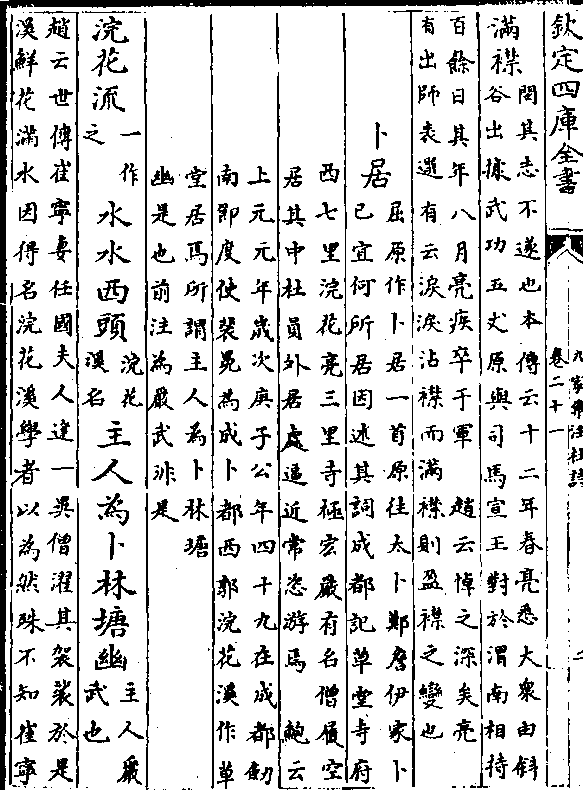 欽定四庫全書
九家集注杜詩
卷二十一
滿襟閔其志不遂也本傳云十二年春亮悉大衆由斜
谷出據武功五丈原與司馬宣王對於渭南相持
百餘日其年八月亮疾卒于軍 趙云悼之深矣亮
有出師表選有云淚淚沾襟而滿襟則盈襟之變也
卜居屈原作卜居一首原往太卜鄭詹伊家卜
己宜何所居因述其詞成都記草堂寺府
西七里浣花亮三里寺極宏嚴有名僧履空
居其中杜員外居處逼近常恣游焉 鮑云
上元元年歲次庚子公年四十九在成都劍
南節度使裴冕為成卜都西郭浣花溪作草
堂居焉所謂主人為卜林塘
幽是也前注為嚴武非是
浣花流一作之水水西頭浣花溪名主人為卜林塘幽主人嚴武也
趙云世傳崔寧妻任國夫人逢一吳僧濯其袈裟於是
溪鮮花滿水因得名浣花溪學者以為然殊不知崔寧